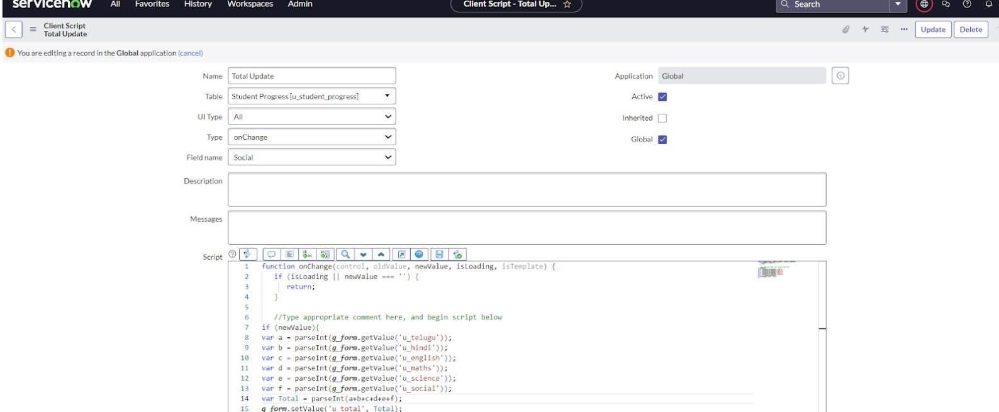 servicenow All Favorites History Workspaces Admin Client Script - Total Up... Search
Client Script
Total Update
Update Delete
You are editing a record in the Global application (cancel)
Name Total Update
Application Global
Table Student Progress [u_student_progress]
Active
UI Type All
Inherited
Type onChange
Global
Field name Social
Description
Messages
Script
1 function onChange(control, oldValue, newValue, isLoading, isTemplate) {
2 if (isLoading || newValue === '') {
3 return;
4 }
5
6 //Type appropriate comment here, and begin script below
7 if (newValue){
8 var a = parseInt(g_form.getValue('u_telugu'));
9 var b = parseInt(g_form.getValue('u_hindi'));
10 var c = parseInt(g_form.getValue('u_english'));
11 var d = parseInt(g_form.getValue('u_maths'));
12 var e = parseInt(g_form.getValue('u_science'));
13 var f = parseInt(g_form.getValue('u_social'));
14 var Total = parseInt(a+b+c+d+e+f);
15 g_form.setValue('u_total', Total);